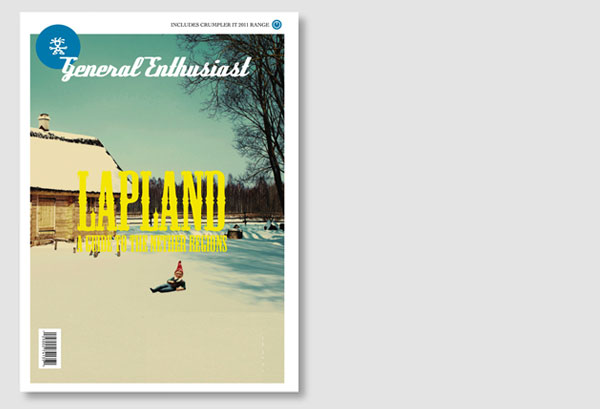 INCLUDES CRUMPLER IT 2011 RANGE
General Enthusiast
LAPLAND
A GUIDE TO THE NETHER REGIONS